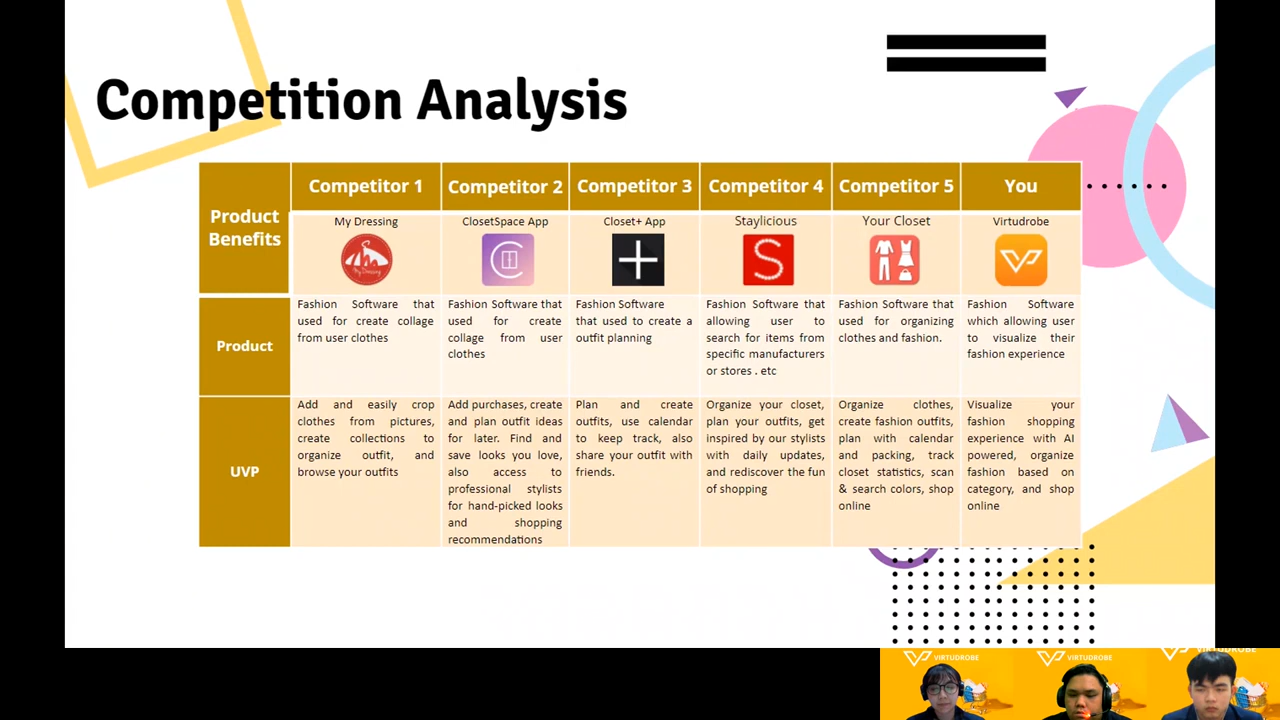 Competition Analysis
Product Benefits
Competitor 1
Competitor 2
Competitor 3
Competitor 4
Competitor 5
You
My Dressing
My Dressing
ClosetSpace App
Closet+ App
Staylicious
Your Closet
Virtudrobe
Product
Fashion Software that
used for create collage
from user clothes
Fashion Software that
used for create
collage from user
clothes
Fashion Software
that used to create a
outfit planning
Fashion Software that
allowing user to
search for items from
specific manufacturers
or stores . etc
Fashion Software that
used for organizing
clothes and fashion.
Fashion Software
which allowing user
to visualize their
fashion experience
UVP
Add and easily crop
clothes from pictures,
create collections to
organize outfit, and
browse your outfits
Add purchases, create
and plan outfit ideas
for later. Find and
save looks you love,
also access to
professional stylists
for hand-picked looks
and shopping
recommendations
Plan and create
outfits, use calendar
to keep track, also
share your outfit with
friends.
Organize your closet,
plan your outfits, get
inspired by our stylists
with daily updates,
and rediscover the fun
of shopping
Organize clothes,
create fashion outfits,
plan with calendar
and packing, track
closet statistics, scan
& search colors, shop
online
Visualize your
fashion shopping
experience with AI
powered, organize
fashion based on
category, and shop
online
VIRTUDROBE
VIRTUDROBE
VIRTUDROBE